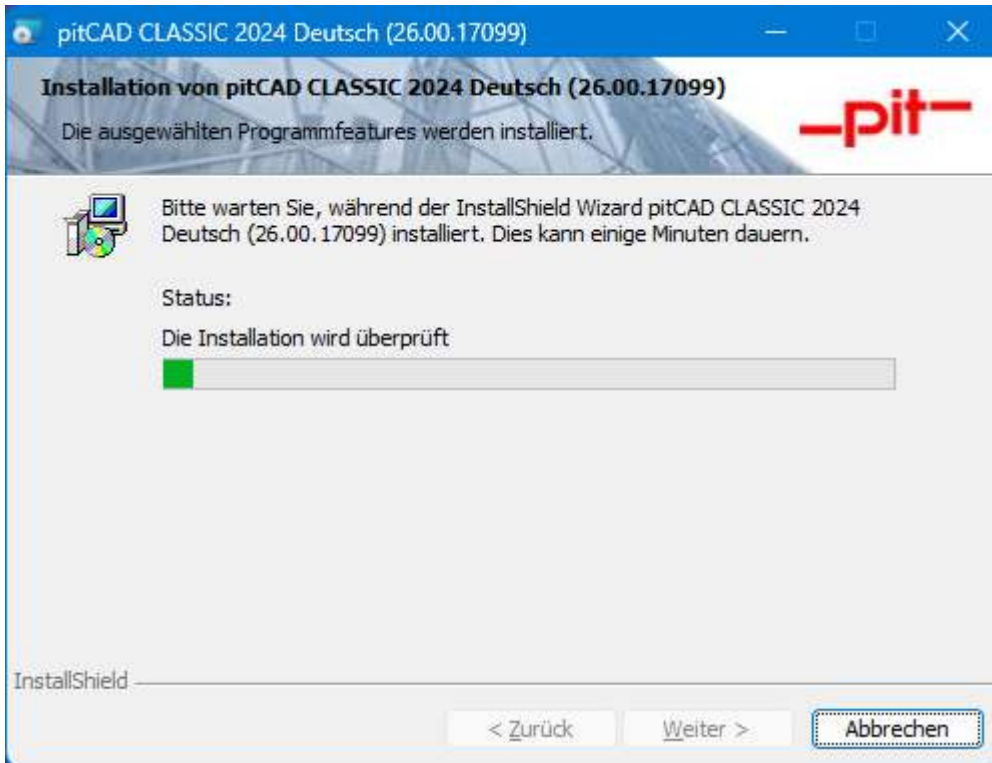 pitCAD CLASSIC 2024 Deutsch (26.00.17099)
Installation von pitCAD CLASSIC 2024 Deutsch (26.00.17099)
Die ausgewählten Programmfeatures werden installiert.
pit
Bitte warten Sie, während der InstallShield Wizard pitCAD CLASSIC 2024
Deutsch (26.00.17099) installiert. Dies kann einige Minuten dauern.
Status:
Die Installation wird überprüft
InstallShield
< Zurück
Weiter >
Abbrechen